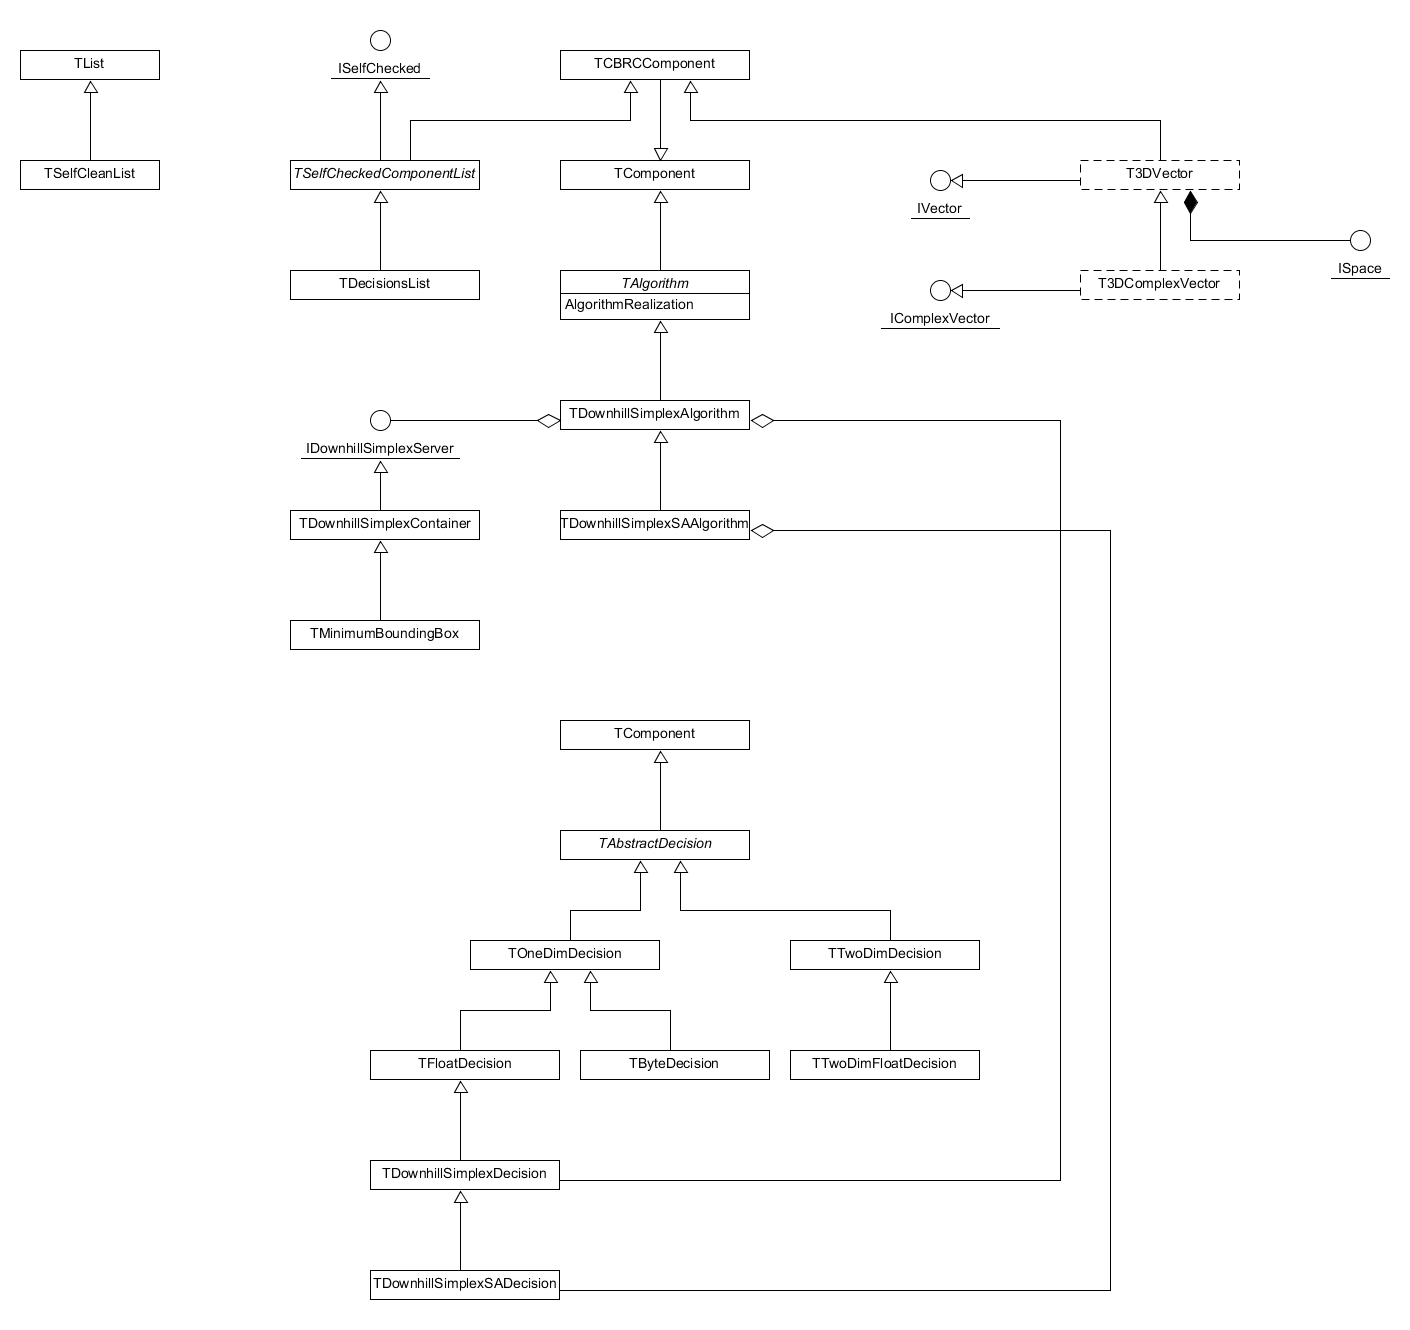 TList
ISelfChecked
TCBRCComponent
TSelfCleanList
TSelfCheckedComponentList
TComponent
T3DVector
IVector
ISpace
TDecisionsList
TAlgorithm
AlgorithmRealization
T3DComplexVector
IComplexVector
TDownhillSimplexAlgorithm
IDownhillSimplexServer
TDownhillSimplexContainer
TDownhillSimplexSAAlgorithm
TMinimumBoundingBox
TComponent
TAbstractDecision
TOneDimDecision
TTwoDimDecision
TFloatDecision
TByteDecision
TTwoDimFloatDecision
TDownhillSimplexDecision
TDownhillSimplexSADecision